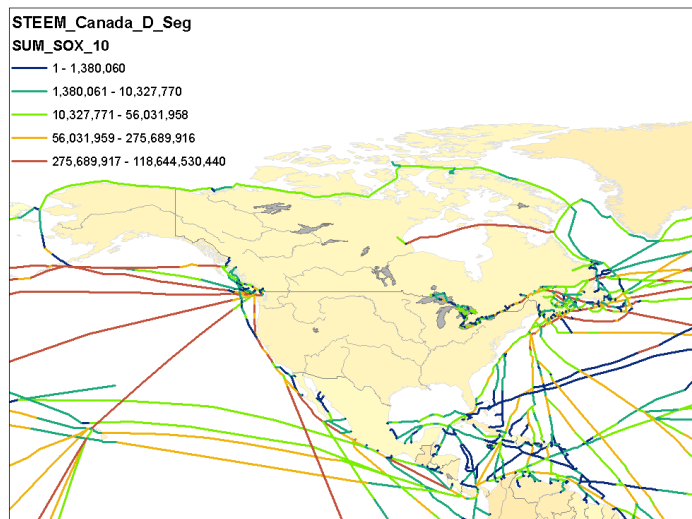 STEEM_Canada_D_Seg
SUM_SOX_10
1 - 1,380,060
1,380,061 - 10,327,770
10,327,771 - 56,031,958
56,031,959 - 275,689,916
275,689,917 - 118,644,530,440